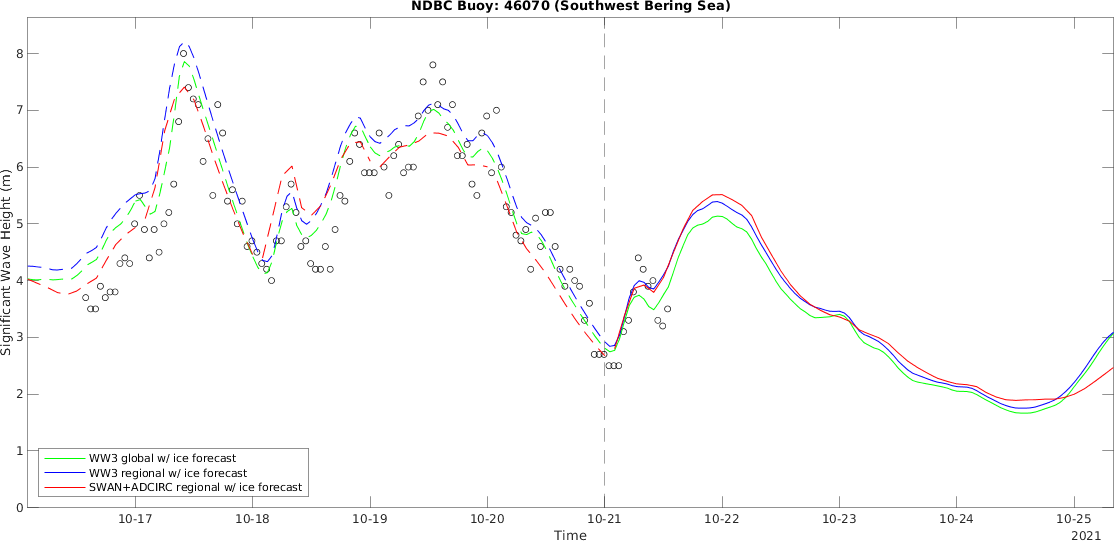 NDBC Buoy: 46070 (Southwest Bering Sea)
Significant Wave Height (m)
8
7
6
5
4
3
2
1
0
WW3 global w/ ice forecast
WW3 regional w/ ice forecast
SWAN+ADCIRC regional w/ ice forecast
10-17 10-18 10-19 10-20 10-21 10-22 10-23 10-24 10-25
Time 2021